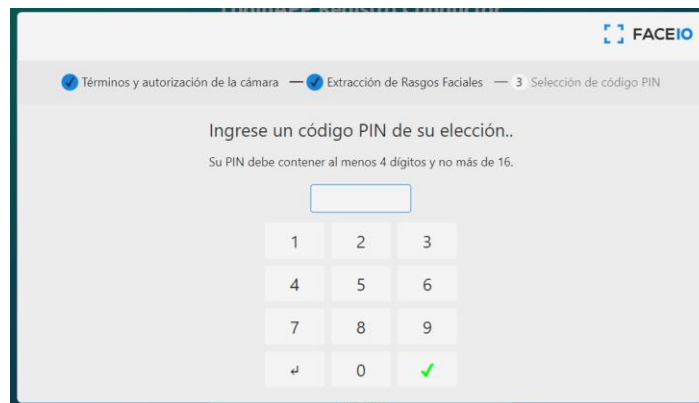 FACEIO
Términos y autorización de la cámara — Extracción de Rasgos Faciales — 3 Selección de código PIN
Ingrese un código PIN de su elección..
Su PIN debe contener al menos 4 dígitos y no más de 16.
1 2 3
4 5 6
7 8 9
↵ 0 ✓